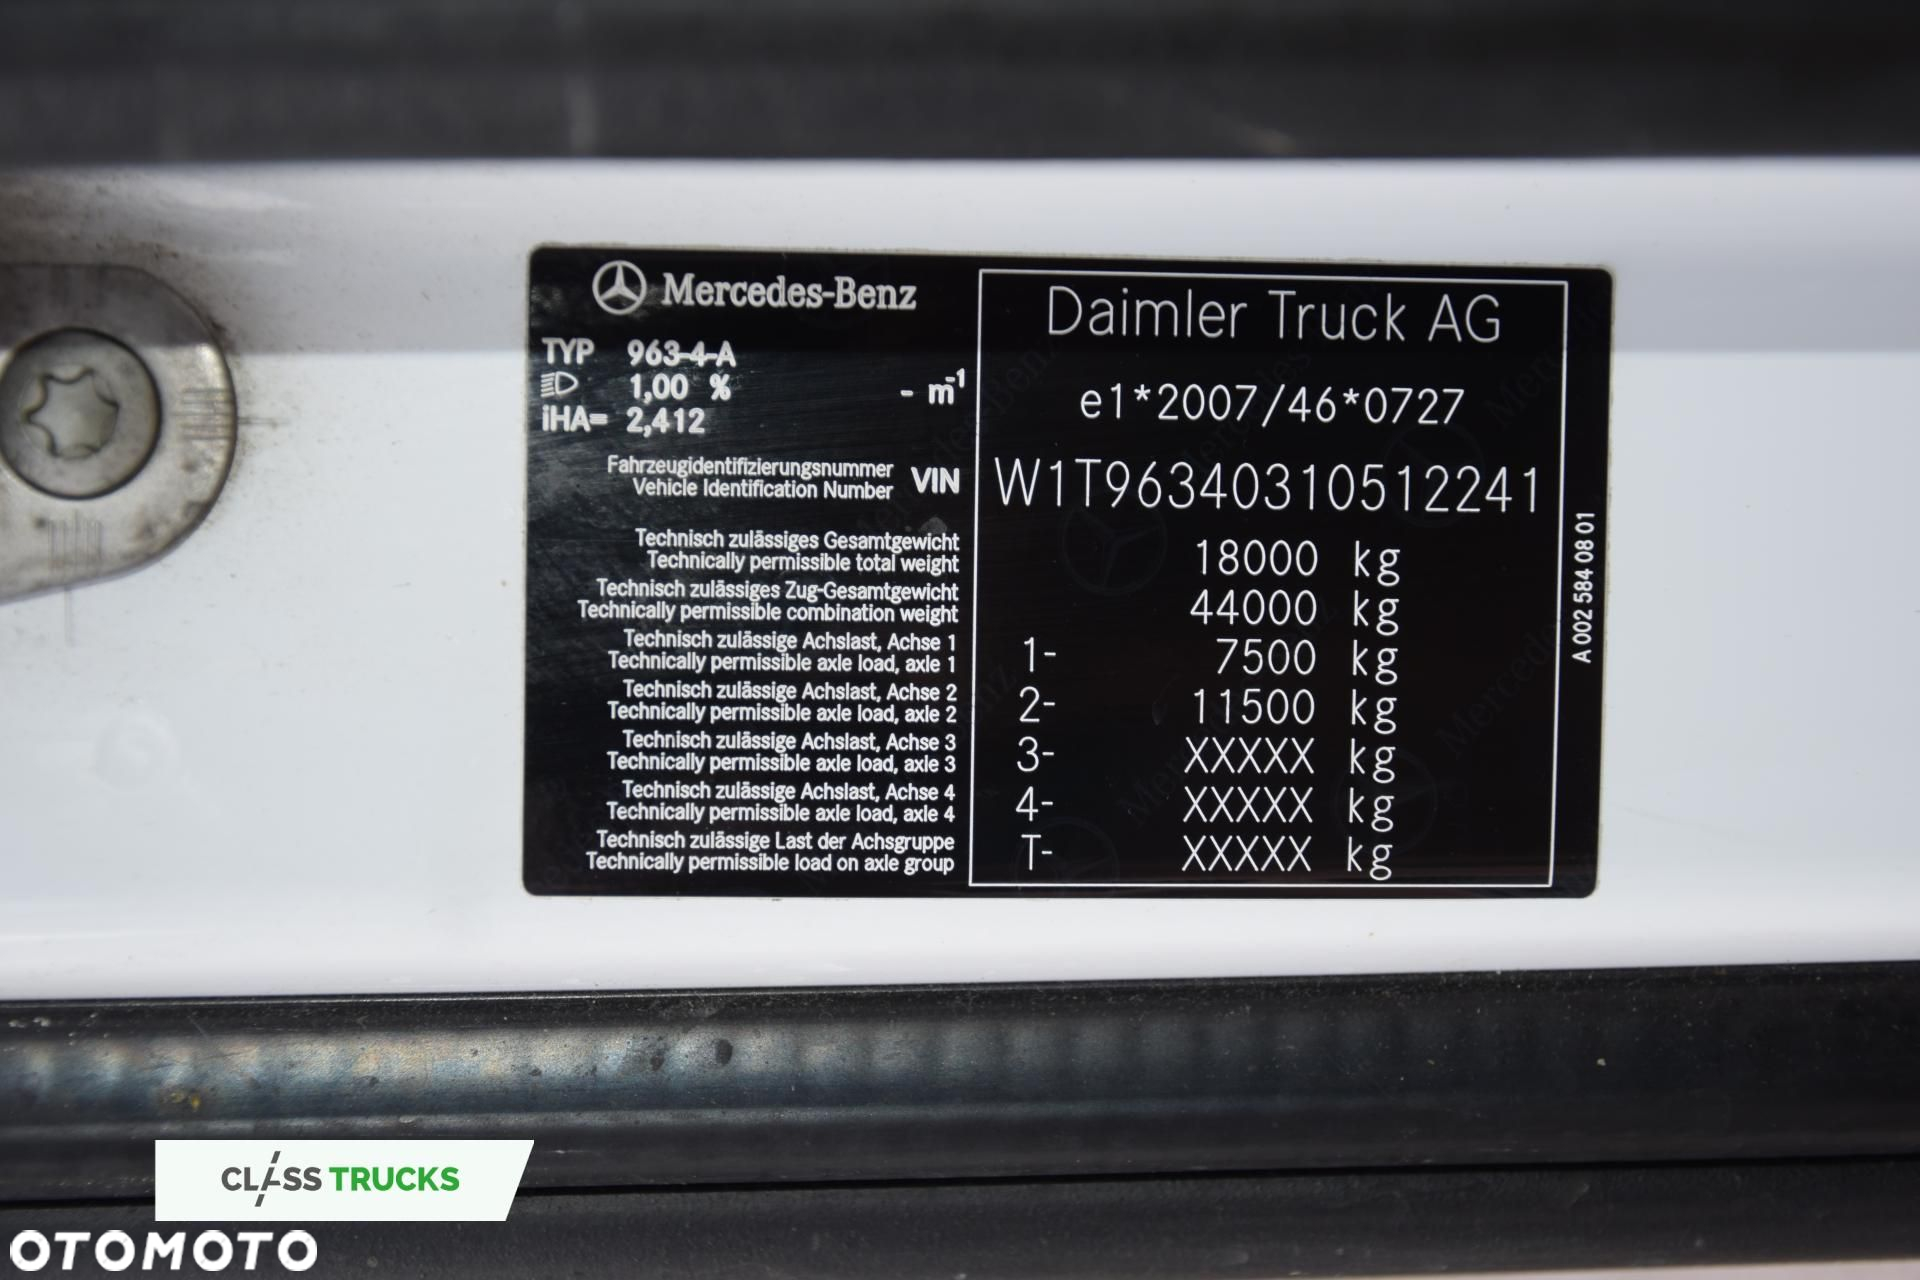 Mercedes-Benz
TYP 963-4-A
1,00 % - m-1
iHA= 2,412
Daimler Truck AG
e1*2007/46*0727
Fahrzeugidentifizierungsnummer
Vehicle Identification Number VIN W1T96340310512241
Technisch zulässiges Gesamtgewicht
Technically permissible total weight 18000 kg
Technisch zulässiges Zug-Gesamtgewicht
Technically permissible combination weight 44000 kg
Technisch zulässige Achslast, Achse 1
Technically permissible axle load, axle 1 1- 7500 kg
Technisch zulässige Achslast, Achse 2
Technically permissible axle load, axle 2 2- 11500 kg
Technisch zulässige Achslast, Achse 3
Technically permissible axle load, axle 3 3- XXXXX kg
Technisch zulässige Achslast, Achse 4
Technically permissible axle load, axle 4 4- XXXXX kg
Technisch zulässige Last der Achsgruppe
Technically permissible load on axle group T- XXXXX kg
A 002 584 08 01
CLASS TRUCKS
OTOMOTO